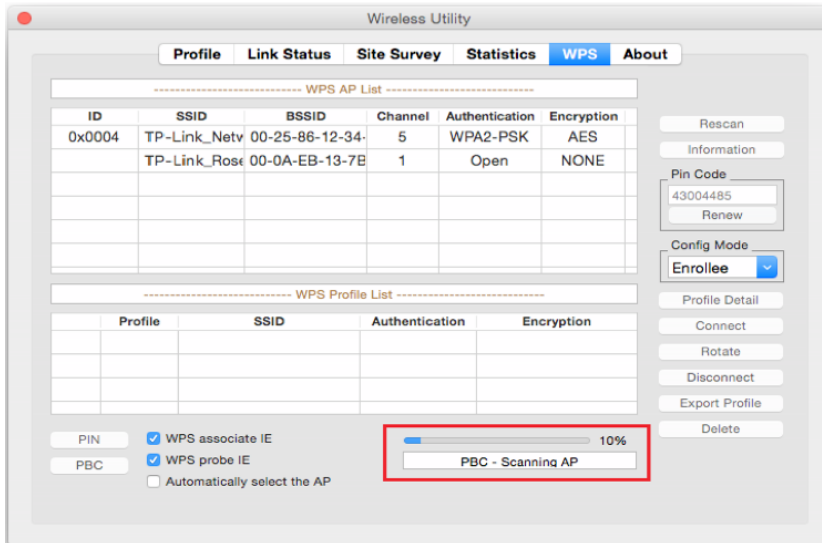 Wireless Utility
Profile Link Status Site Survey Statistics WPS About
WPS AP List
ID SSID BSSID Channel Authentication Encryption
0x0004 TP-Link_Netw 00-25-86-12-34- 5 WPA2-PSK AES
TP-Link_Rose 00-0A-EB-13-7B 1 Open NONE
Rescan
Information
Pin Code
43004485
Renew
Config Mode
Enrollee
WPS Profile List
Profile SSID Authentication Encryption
Profile Detail
Connect
Rotate
Disconnect
Export Profile
Delete
PIN WPS associate IE
PBC WPS probe IE
Automatically select the AP
10%
PBC - Scanning AP